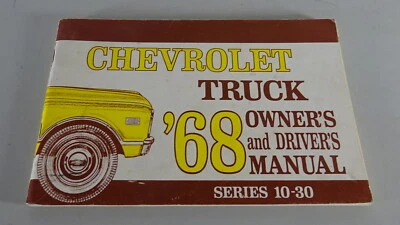 CHEVROLET
TRUCK
'68 OWNER'S
and DRIVER'S
MANUAL
SERIES 10-30